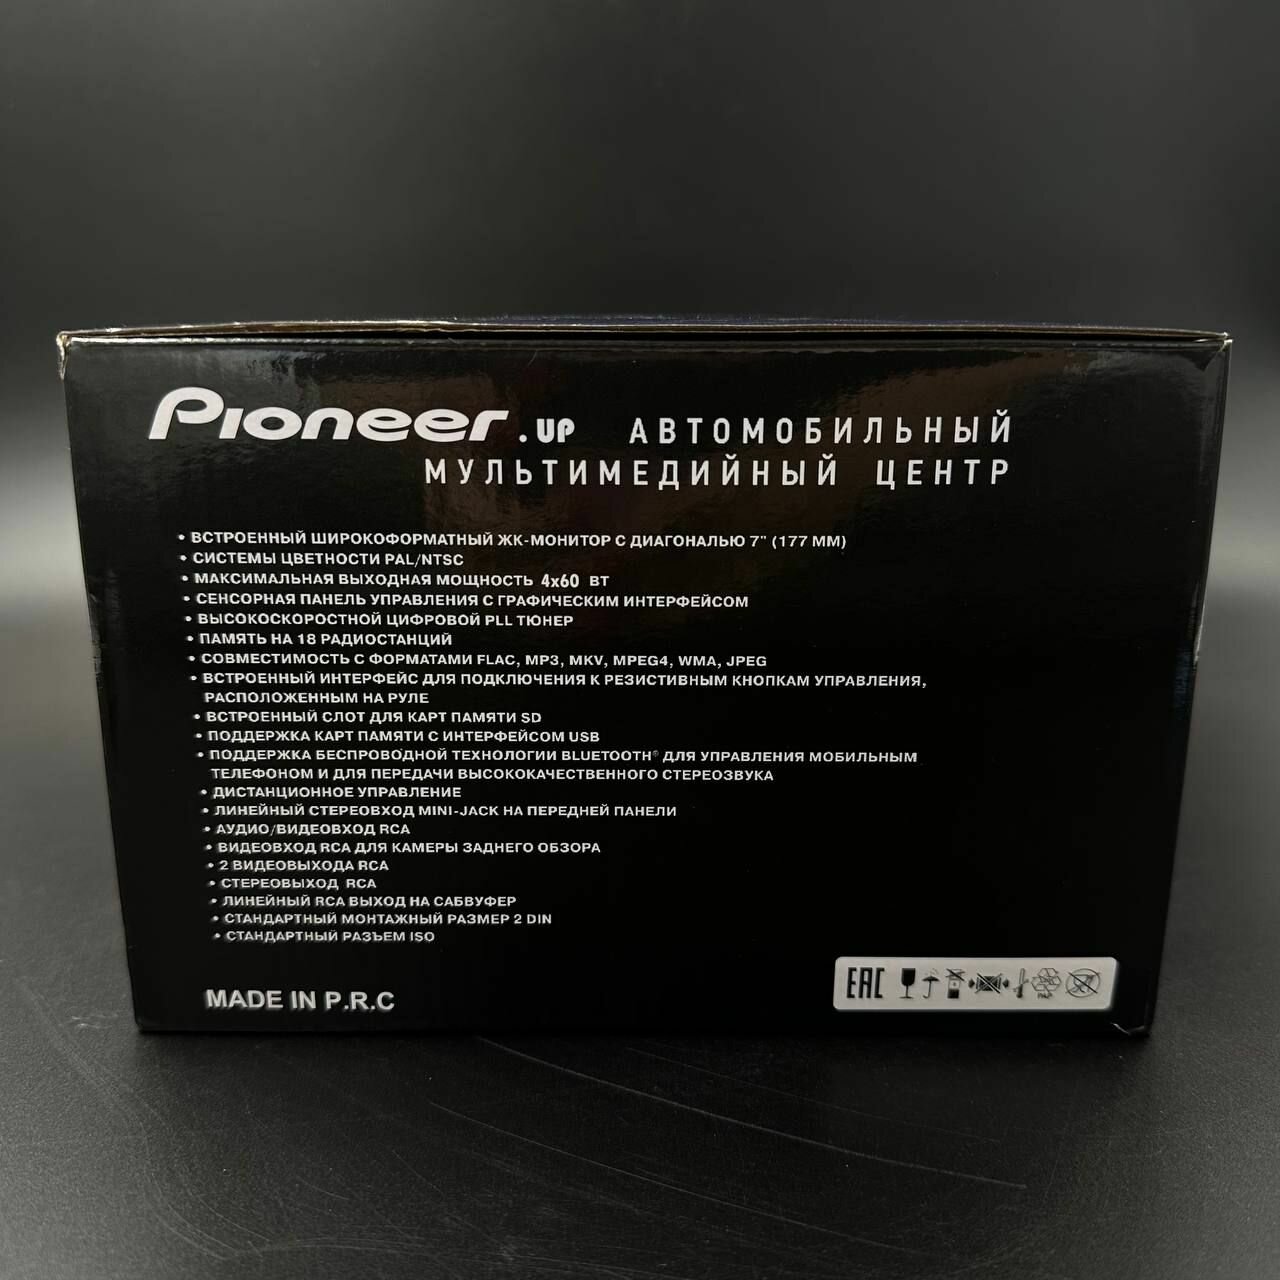 Pioneer.UP АВТОМОБИЛЬНЫЙ
МУЛЬТИМЕДИЙНЫЙ ЦЕНТР
• ВСТРОЕННЫЙ ШИРОКОФОРМАТНЫЙ ЖК-МОНИТОР С ДИАГОНАЛЬЮ 7" (177 ММ)
• СИСТЕМЫ ЦВЕТНОСТИ PAL/NTSC
• МАКСИМАЛЬНАЯ ВЫХОДНАЯ МОЩНОСТЬ 4x60 ВТ
• СЕНСОРНАЯ ПАНЕЛЬ УПРАВЛЕНИЯ С ГРАФИЧЕСКИМ ИНТЕРФЕЙСОМ
• ВЫСОКОСКОРОСТНОЙ ЦИФРОВОЙ PLL ТЮНЕР
• ПАМЯТЬ НА 18 РАДИОСТАНЦИЙ
• СОВМЕСТИМОСТЬ С ФОРМАТАМИ FLAC, MP3, MKV, MPEG4, WMA, JPEG
• ВСТРОЕННЫЙ ИНТЕРФЕЙС ДЛЯ ПОДКЛЮЧЕНИЯ К РЕЗИСТИВНЫМ КНОПКАМ УПРАВЛЕНИЯ,
РАСПОЛОЖЕННЫМ НА РУЛЕ
• ВСТРОЕННЫЙ СЛОТ ДЛЯ КАРТ ПАМЯТИ SD
• ПОДДЕРЖКА КАРТ ПАМЯТИ С ИНТЕРФЕЙСОМ USB
• ПОДДЕРЖКА БЕСПРОВОДНОЙ ТЕХНОЛОГИИ BLUETOOTH® ДЛЯ УПРАВЛЕНИЯ МОБИЛЬНЫМ
ТЕЛЕФОНОМ И ДЛЯ ПЕРЕДАЧИ ВЫСОКОКАЧЕСТВЕННОГО СТЕРЕОЗВУКА
• ДИСТАНЦИОННОЕ УПРАВЛЕНИЕ
• ЛИНЕЙНЫЙ СТЕРЕОВХОД MINI-JACK НА ПЕРЕДНЕЙ ПАНЕЛИ
• АУДИО/ВИДЕОВХОД RCA
• ВИДЕОВХОД RCA ДЛЯ КАМЕРЫ ЗАДНЕГО ОБЗОРА
• 2 ВИДЕОВЫХОДА RCA
• СТЕРЕОВЫХОД RCA
• ЛИНЕЙНЫЙ RCA ВЫХОД НА САБВУФЕР
• СТАНДАРТНЫЙ МОНТАЖНЫЙ РАЗМЕР 2 DIN
• СТАНДАРТНЫЙ РАЗЪЕМ ISO
MADE IN P.R.C
EAC